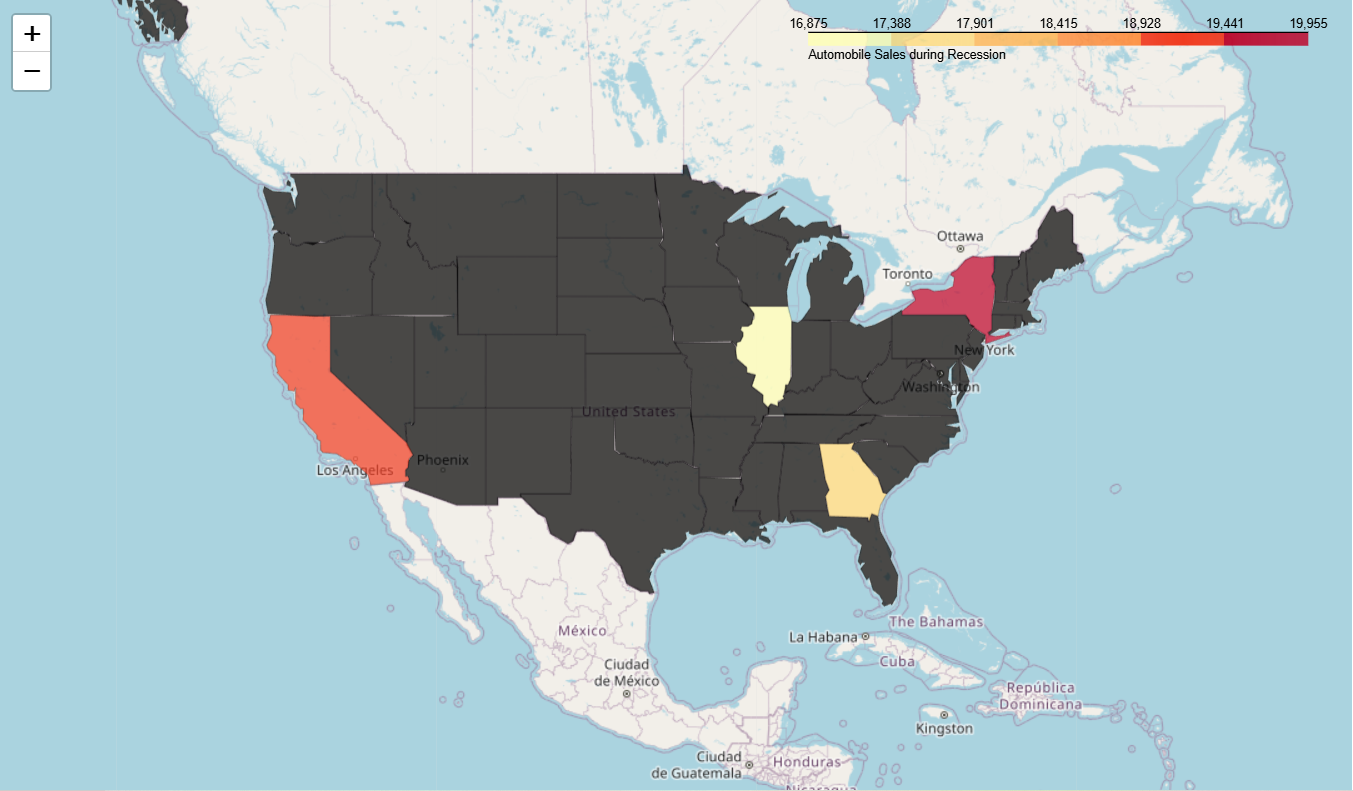 +
−
16,875 17,388 17,901 18,415 18,928 19,441 19,955
Automobile Sales during Recession
Ottawa
Toronto
New York
Washington
United States
Phoenix
Los Angeles
México
Ciudad
de México
La Habana
The Bahamas
Cuba
República
Dominicana
Kingston
Ciudad
de Guatemala
Honduras
Nicaragua